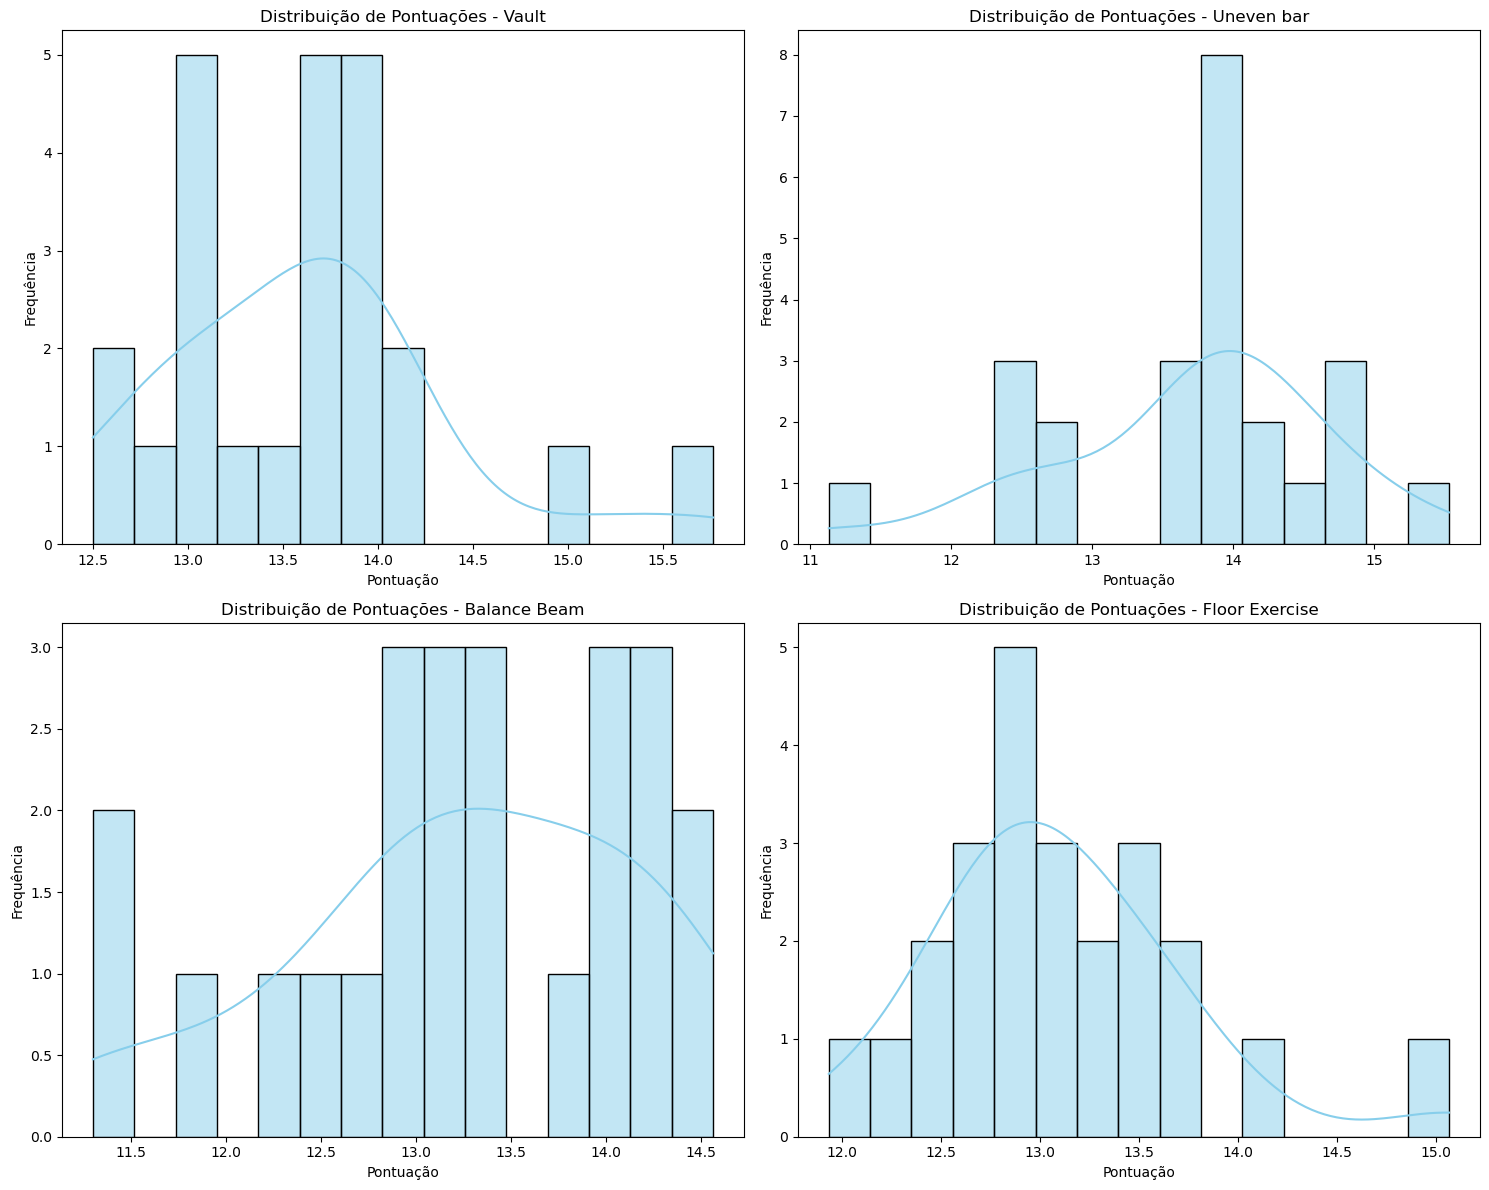 Distribuição de Pontuações - Vault
Frequência
5
4
3
2
1
0
12.5 13.0 13.5 14.0 14.5 15.0 15.5
Pontuação
Distribuição de Pontuações - Uneven bar
Frequência
8
7
6
5
4
3
2
1
0
11 12 13 14 15
Pontuação
Distribuição de Pontuações - Balance Beam
Frequência
3.0
2.5
2.0
1.5
1.0
0.5
0.0
11.5 12.0 12.5 13.0 13.5 14.0 14.5
Pontuação
Distribuição de Pontuações - Floor Exercise
Frequência
5
4
3
2
1
0
12.0 12.5 13.0 13.5 14.0 14.5 15.0
Pontuação